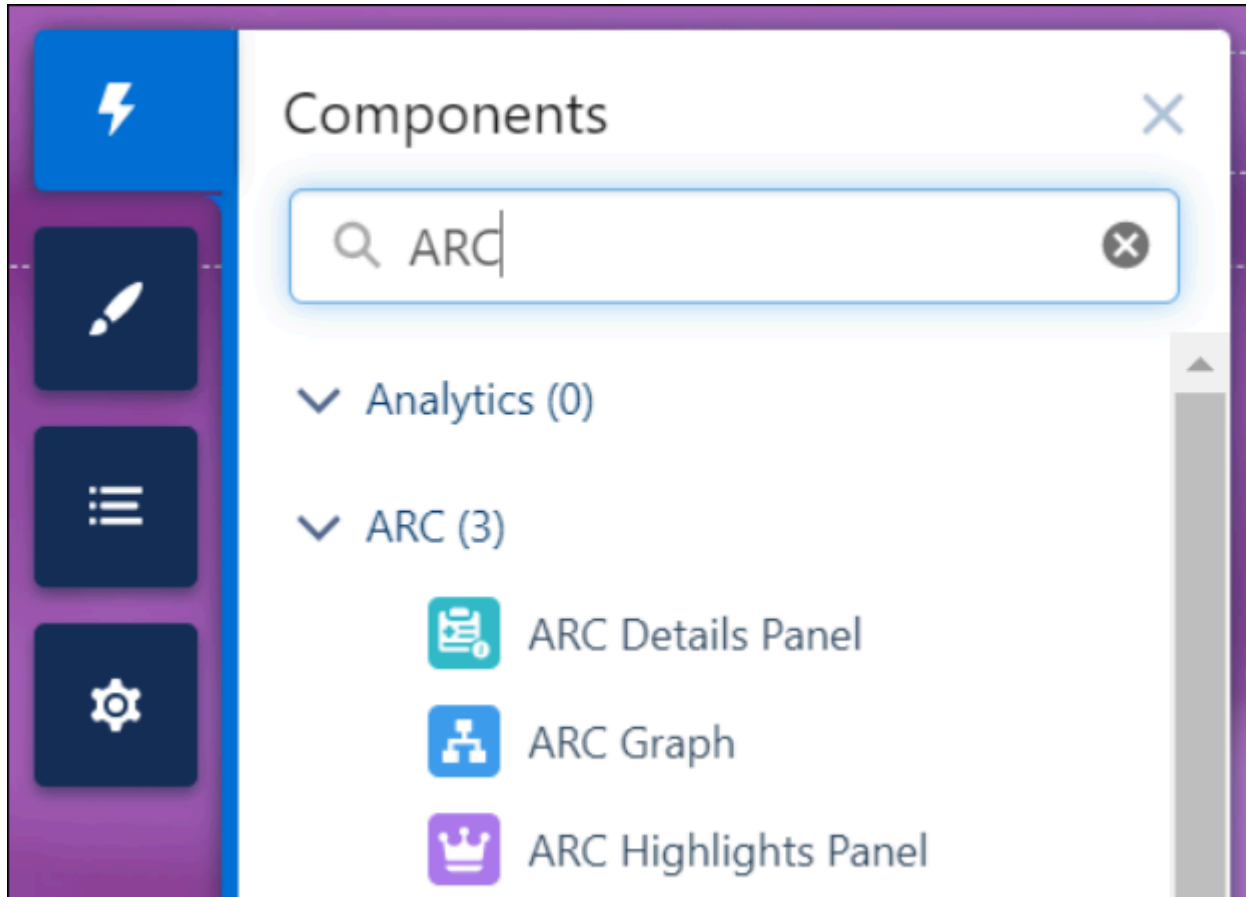 Components
ARC
Analytics (0)
ARC (3)
ARC Details Panel
ARC Graph
ARC Highlights Panel